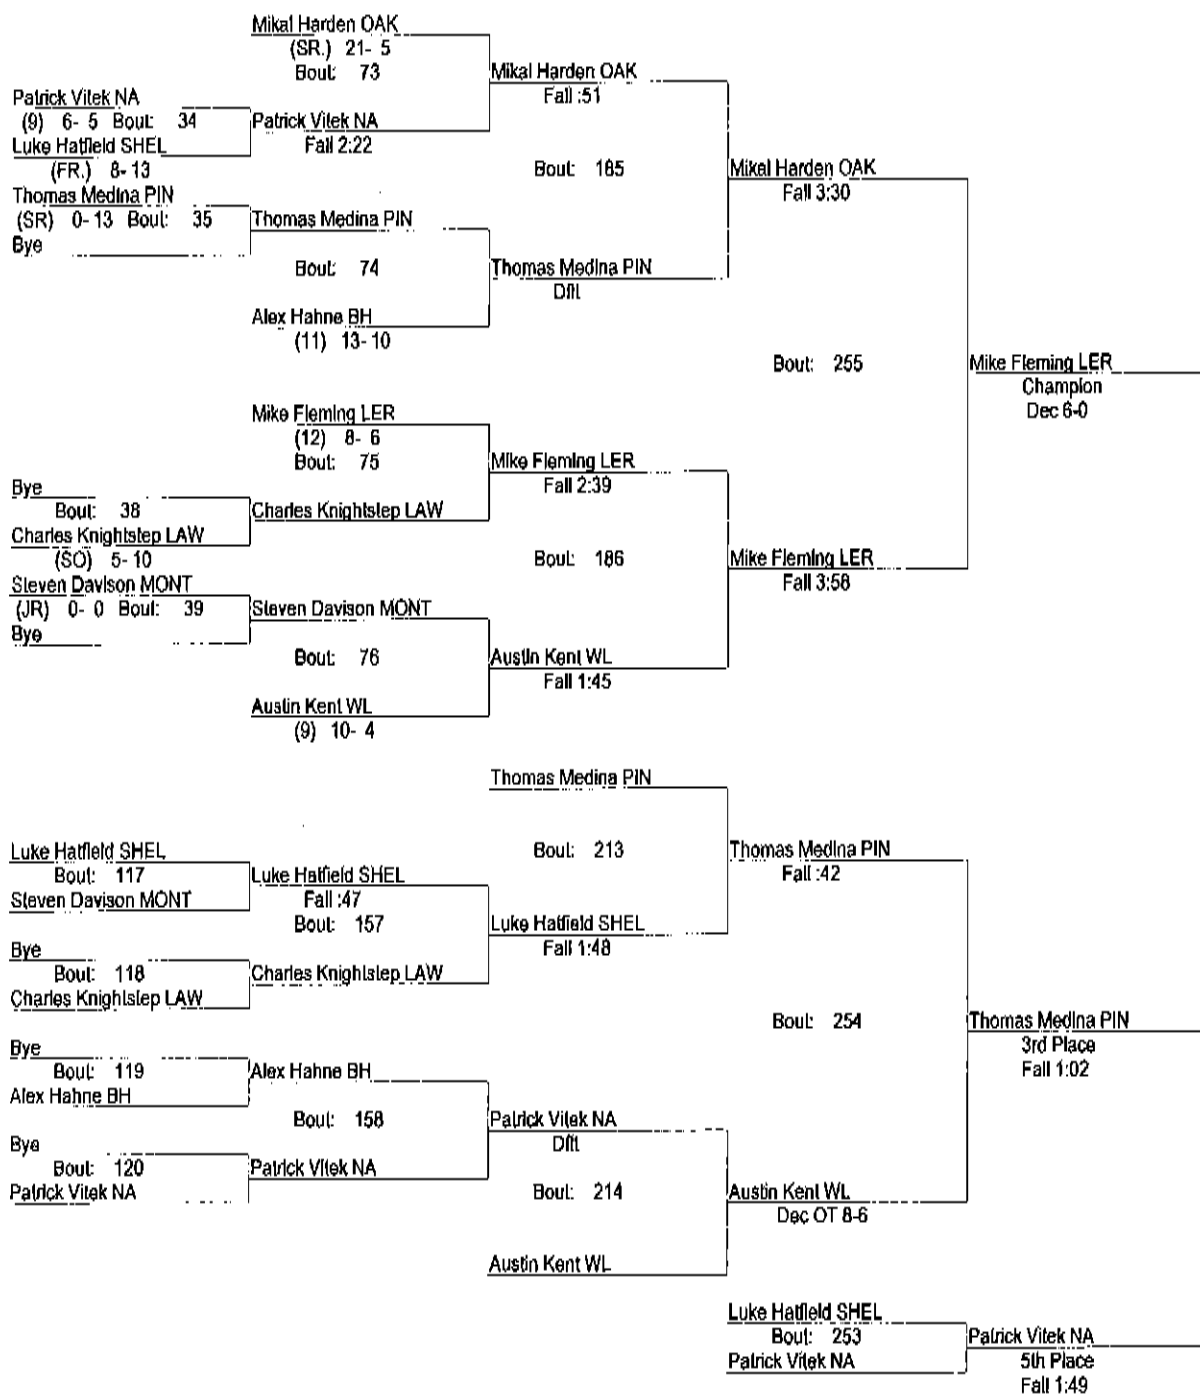 Mikal Harden OAK
(SR.) 21- 5
Bout: 73
Mikal Harden OAK
Fall :51
Patrick Vitek NA
(9) 6- 5 Bout: 34
Patrick Vitek NA
Fall 2:22
Luke Hatfield SHEL
(FR.) 8- 13
Bout: 185
Mikal Harden OAK
Fall 3:30
Thomas Medina PIN
(SR) 0- 13 Bout: 35
Thomas Medina PIN
Bye
Bout: 74
Thomas Medina PIN
Dflt
Alex Hahne BH
(11) 13- 10
Bout: 255
Mike Fleming LER
Champion
Dec 6-0
Mike Fleming LER
(12) 8- 6
Bout: 75
Mike Fleming LER
Fall 2:39
Bye
Bout: 38
Charles Knightstep LAW
Charles Knightstep LAW
(SO) 5- 10
Bout: 186
Mike Fleming LER
Fall 3:58
Steven Davison MONT
(JR) 0- 0 Bout: 39
Steven Davison MONT
Bye
Bout: 76
Austin Kent WL
Fall 1:45
Austin Kent WL
(9) 10- 4
Thomas Medina PIN
Bout: 213
Thomas Medina PIN
Fall :42
Luke Hatfield SHEL
Bout: 117
Luke Hatfield SHEL
Fall :47
Steven Davison MONT
Bout: 157
Luke Hatfield SHEL
Fall 1:48
Bye
Bout: 118
Charles Knightstep LAW
Charles Knightstep LAW
Bout: 254
Thomas Medina PIN
3rd Place
Fall 1:02
Bye
Bout: 119
Alex Hahne BH
Alex Hahne BH
Bout: 158
Patrick Vitek NA
Dflt
Bye
Bout: 120
Patrick Vitek NA
Patrick Vitek NA
Bout: 214
Austin Kent WL
Dec OT 8-6
Austin Kent WL
Luke Hatfield SHEL
Bout: 253
Patrick Vitek NA
Patrick Vitek NA
5th Place
Fall 1:49